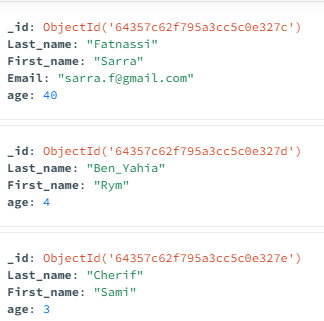 _id: ObjectId('64357c62f795a3cc5c0e327c')
Last_name: "Fatnassi"
First_name: "Sarra"
Email: "sarra.f@gmail.com"
age: 40
_id: ObjectId('64357c62f795a3cc5c0e327d')
Last_name: "Ben_Yahia"
First_name: "Rym"
age: 4
_id: ObjectId('64357c62f795a3cc5c0e327e')
Last_name: "Cherif"
First_name: "Sami"
age: 3